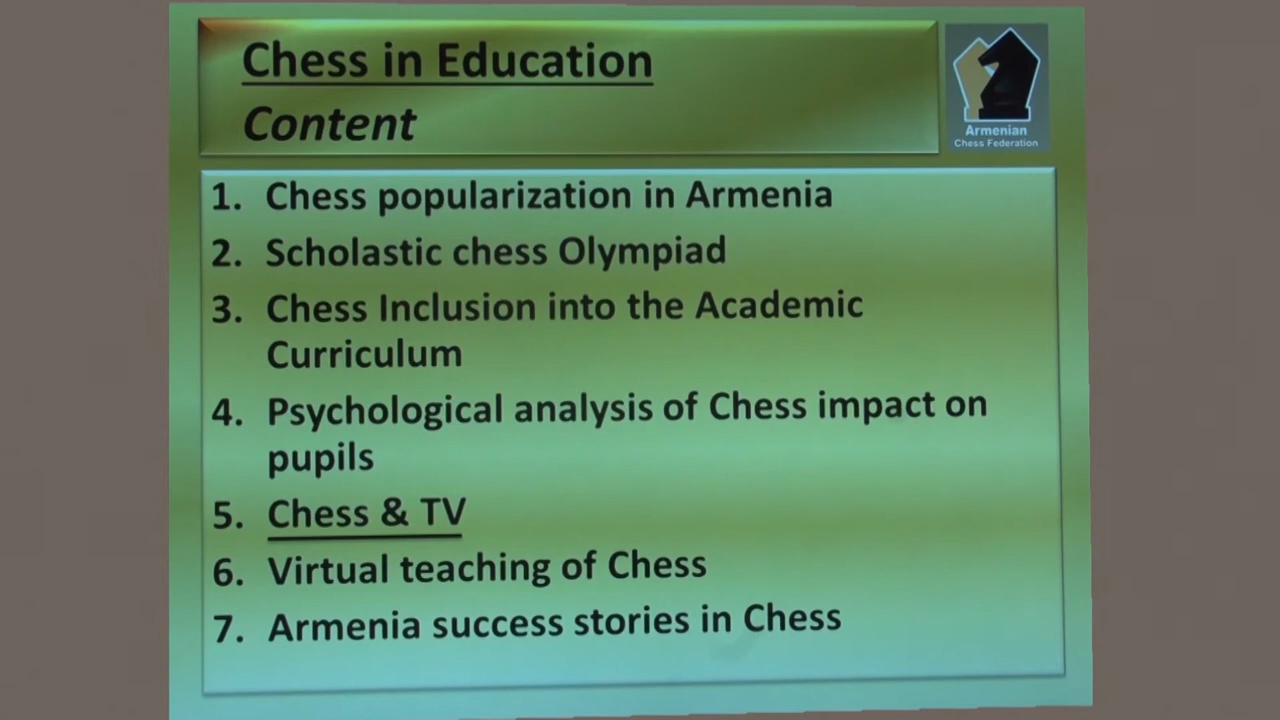 Chess in Education
Content
Armenian
Chess Federation
1. Chess popularization in Armenia
2. Scholastic chess Olympiad
3. Chess Inclusion into the Academic
Curriculum
4. Psychological analysis of Chess impact on
pupils
5. Chess & TV
6. Virtual teaching of Chess
7. Armenia success stories in Chess